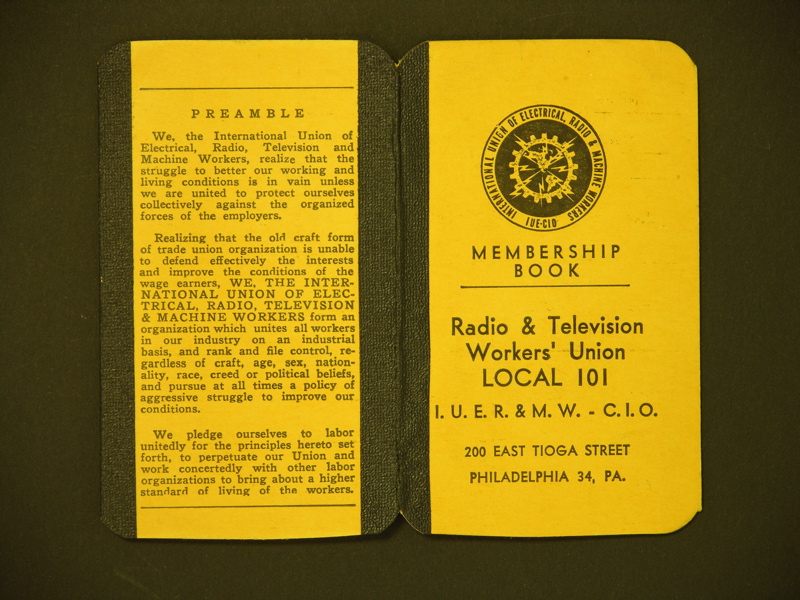 PREAMBLE
We, the International Union of
Electrical, Radio, Television and
Machine Workers, realize that the
struggle to better our working and
living conditions is in vain unless
we are united to protect ourselves
collectively against the organized
forces of the employers.
Realizing that the old craft form
of trade union organization is unable
to defend effectively the interests
and improve the conditions of the
wage earners, WE, THE INTER-
NATIONAL UNION OF ELEC-
TRICAL, RADIO, TELEVISION
& MACHINE WORKERS form an
organization which unites all workers
in our industry on an industrial
basis, and rank and file control, re-
gardless of craft, age, sex, nation-
ality, race, creed or political beliefs,
and pursue at all times a policy of
aggressive struggle to improve our
conditions.
We pledge ourselves to labor
unitedly for the principles hereto set
forth, to perpetuate our Union and
work concertedly with other labor
organizations to bring about a higher
standard of living of the workers.
INTERNATIONAL UNION OF ELECTRICAL, RADIO & MACHINE WORKERS
IUE-CIO
MEMBERSHIP
BOOK
Radio & Television
Workers' Union
LOCAL 101
I. U. E. R. & M. W. - C. I. O.
200 EAST TIOGA STREET
PHILADELPHIA 34, PA.